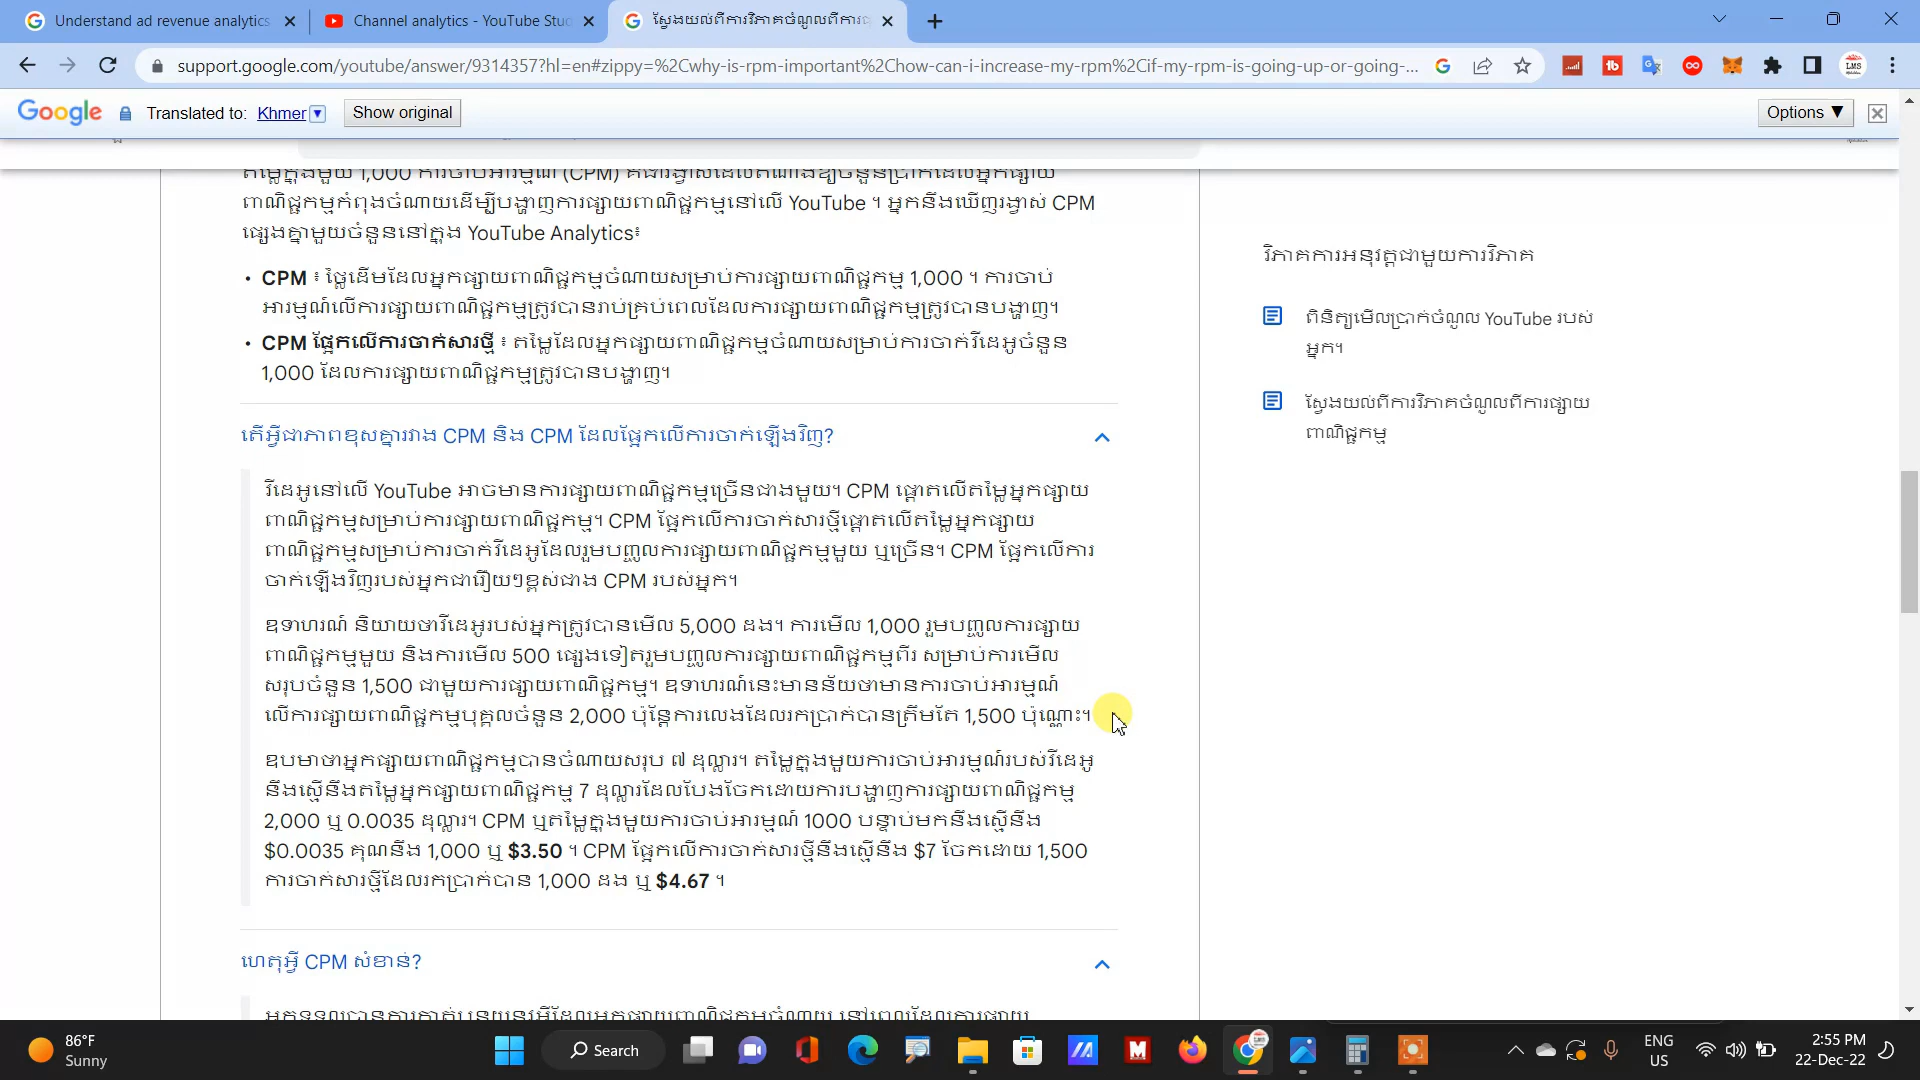 Understand ad revenue analytics
Channel analytics - YouTube Stu
ស្វែងយល់ពីការវិភាគចំណូលពីការផ្ស
support.google.com/youtube/answer/9314357?hl=en#zippy=%2Cwhy-is-rpm-important%2Chow-can-i-increase-my-rpm%2Cif-my-rpm-is-going-up-or-going-...
Google Translated to: Khmer Show original Options
តម្លៃក្នុងមួយ 1,000 ការចាប់អារម្មណ៍ (CPM) គឺជារង្វាស់ដែលតំណាងឱ្យចំនួនប្រាក់ដែលអ្នកផ្សាយ
ពាណិជ្ជកម្មកំពុងចំណាយដើម្បីបង្ហាញការផ្សាយពាណិជ្ជកម្មនៅលើ YouTube ។ អ្នកនឹងឃើញរង្វាស់ CPM
ផ្សេងគ្នាមួយចំនួននៅក្នុង YouTube Analytics៖
• CPM ៖ ថ្លៃដើមដែលអ្នកផ្សាយពាណិជ្ជកម្មចំណាយសម្រាប់ការផ្សាយពាណិជ្ជកម្ម 1,000 ។ ការចាប់
អារម្មណ៍លើការផ្សាយពាណិជ្ជកម្មត្រូវបានរាប់គ្រប់ពេលដែលការផ្សាយពាណិជ្ជកម្មត្រូវបានបង្ហាញ។
• CPM ផ្អែកលើការចាក់សារថ្មី ៖ តម្លៃដែលអ្នកផ្សាយពាណិជ្ជកម្មចំណាយសម្រាប់ការចាក់វីដេអូចំនួន
1,000 ដែលការផ្សាយពាណិជ្ជកម្មត្រូវបានបង្ហាញ។
តើអ្វីជាភាពខុសគ្នារវាង CPM និង CPM ដែលផ្អែកលើការចាក់ឡើងវិញ?
វីដេអូនៅលើ YouTube អាចមានការផ្សាយពាណិជ្ជកម្មច្រើនជាងមួយ។ CPM ផ្តោតលើតម្លៃអ្នកផ្សាយ
ពាណិជ្ជកម្មសម្រាប់ការផ្សាយពាណិជ្ជកម្ម។ CPM ផ្អែកលើការចាក់សារថ្មីផ្តោតលើតម្លៃអ្នកផ្សាយ
ពាណិជ្ជកម្មសម្រាប់ការចាក់វីដេអូដែលរួមបញ្ចូលការផ្សាយពាណិជ្ជកម្មមួយ ឬច្រើន។ CPM ផ្អែកលើការ
ចាក់ឡើងវិញរបស់អ្នកជារឿយៗខ្ពស់ជាង CPM របស់អ្នក។
ឧទាហរណ៍ និយាយថាវីដេអូរបស់អ្នកត្រូវបានមើល 5,000 ដង។ ការមើល 1,000 រួមបញ្ចូលការផ្សាយ
ពាណិជ្ជកម្មមួយ និងការមើល 500 ផ្សេងទៀតរួមបញ្ចូលការផ្សាយពាណិជ្ជកម្មពីរ សម្រាប់ការមើល
សរុបចំនួន 1,500 ជាមួយការផ្សាយពាណិជ្ជកម្ម។ ឧទាហរណ៍នេះមានន័យថាមានការចាប់អារម្មណ៍
លើការផ្សាយពាណិជ្ជកម្មបុគ្គលចំនួន 2,000 ប៉ុន្តែការលេងដែលរកប្រាក់បានត្រឹមតែ 1,500 ប៉ុណ្ណោះ។
ឧបមាថាអ្នកផ្សាយពាណិជ្ជកម្មបានចំណាយសរុប ៧ ដុល្លារ។ តម្លៃក្នុងមួយការចាប់អារម្មណ៍របស់វីដេអូ
នឹងស្មើនឹងតម្លៃអ្នកផ្សាយពាណិជ្ជកម្ម 7 ដុល្លារដែលបែងចែកដោយការបង្ហាញការផ្សាយពាណិជ្ជកម្ម
2,000 ឬ 0.0035 ដុល្លារ។ CPM ឬតម្លៃក្នុងមួយការចាប់អារម្មណ៍ 1000 បន្ទាប់មកនឹងស្មើនឹង
$0.0035 គុណនឹង 1,000 ឬ $3.50 ។ CPM ផ្អែកលើការចាក់សារថ្មីនឹងស្មើនឹង $7 ចែកដោយ 1,500
ការចាក់សារថ្មីដែលរកប្រាក់បាន 1,000 ដង ឬ $4.67 ។
ហេតុអ្វី CPM សំខាន់?
វិភាគការអនុវត្តជាមួយការវិភាគ
ពិនិត្យមើលប្រាក់ចំណូល YouTube របស់
អ្នក។
ស្វែងយល់ពីការវិភាគចំណូលពីការផ្សាយ
ពាណិជ្ជកម្ម
86°F
Sunny
Search
ENG
US
2:55 PM
22-Dec-22